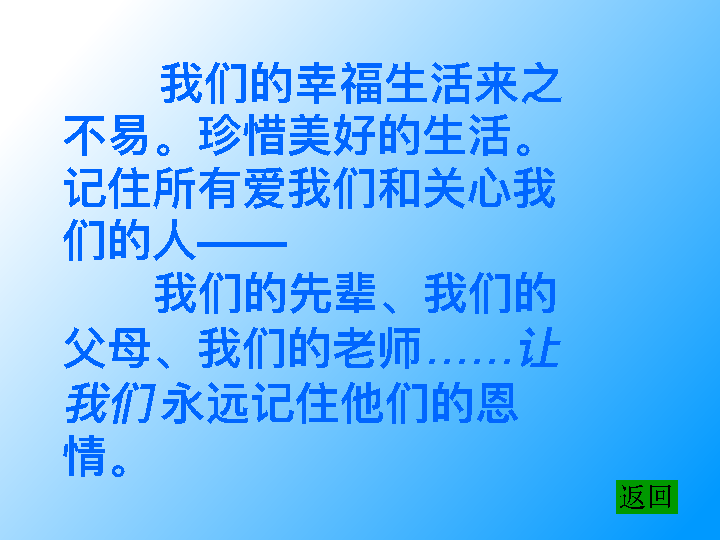 我们的幸福生活来之
不易。珍惜美好的生活。
记住所有爱我们和关心我
们的人——
我们的先辈、我们的
父母、我们的老师……让
我们永远记住他们的恩
情。
返回